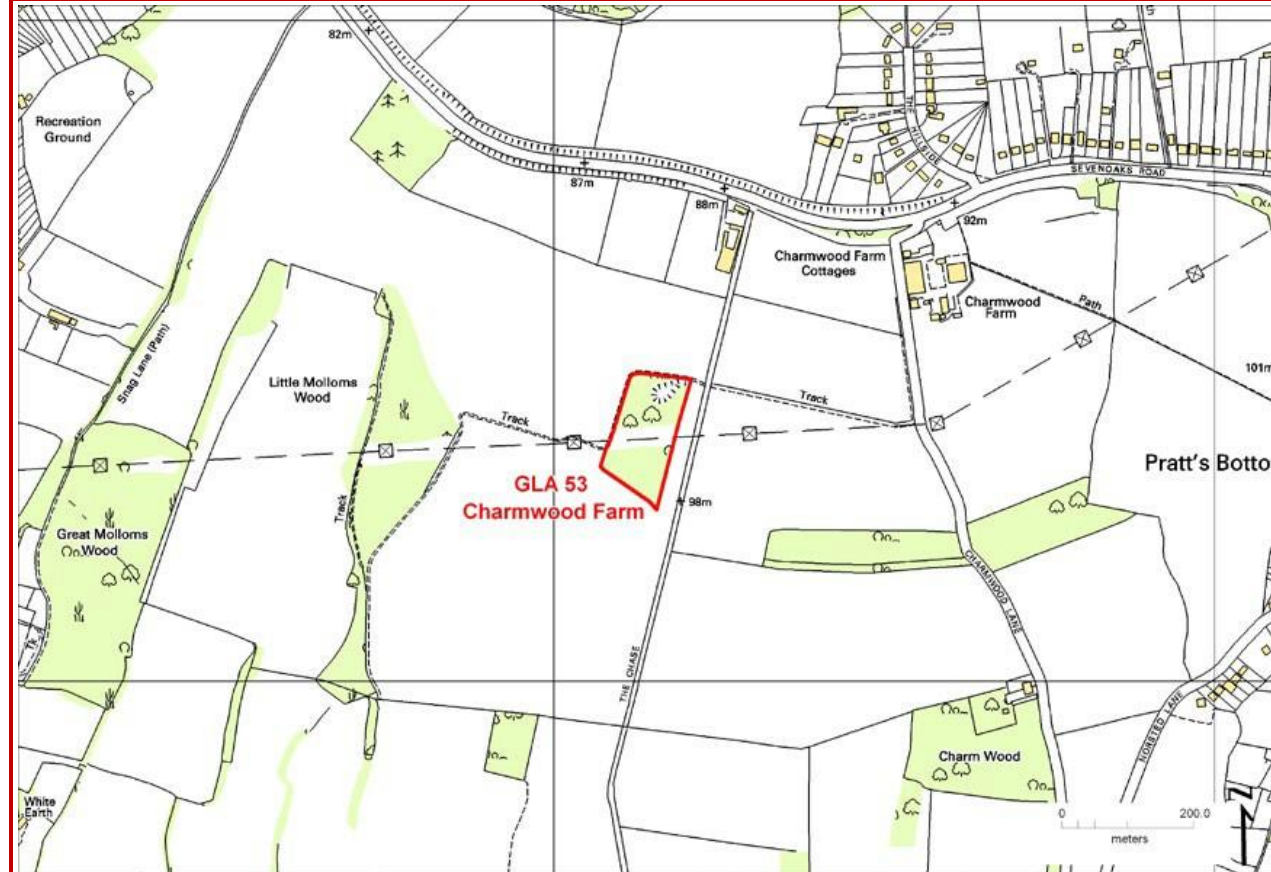 82m
Recreation
Ground
THE HILLSIDE
SEVENOAKS ROAD
87m
88m
92m
Charmwood Farm
Cottages
Charmwood
Farm
Path
101m
Snag Lane (Path)
Little Molloms
Wood
Track
Track
Track
GLA 53
Charmwood Farm
98m
Pratt's Botto
Great Molloms
Wood
Tk
CHARMWOOD LANE
THE CHASE
NORSTED LANE
Charm Wood
White
Earth
0
200.0
meters